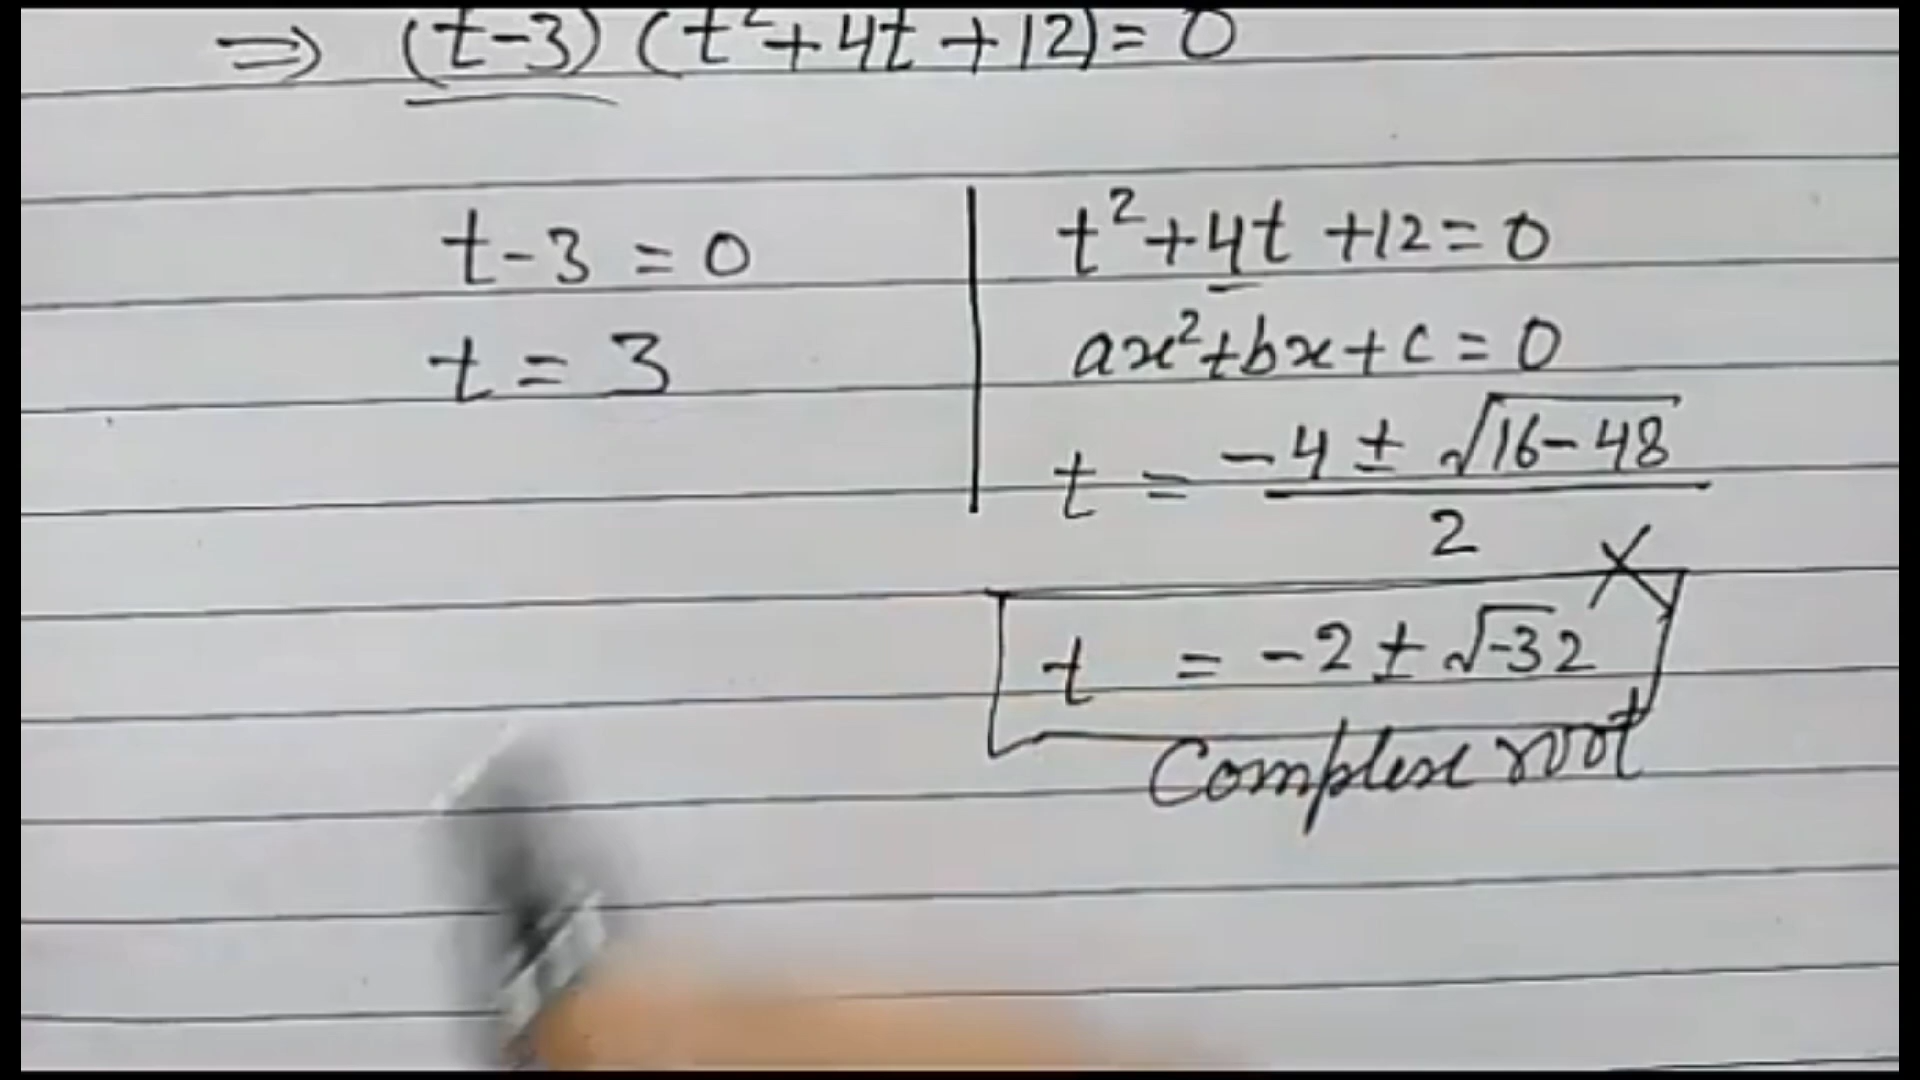 ⇒ (t-3) (t²+4t+12) = 0
t-3 = 0
t = 3
t²+4t+12=0
ax²+bx+c=0
t = -4 ± √16-48 / 2
t = -2 ± √-32 X
Complex root